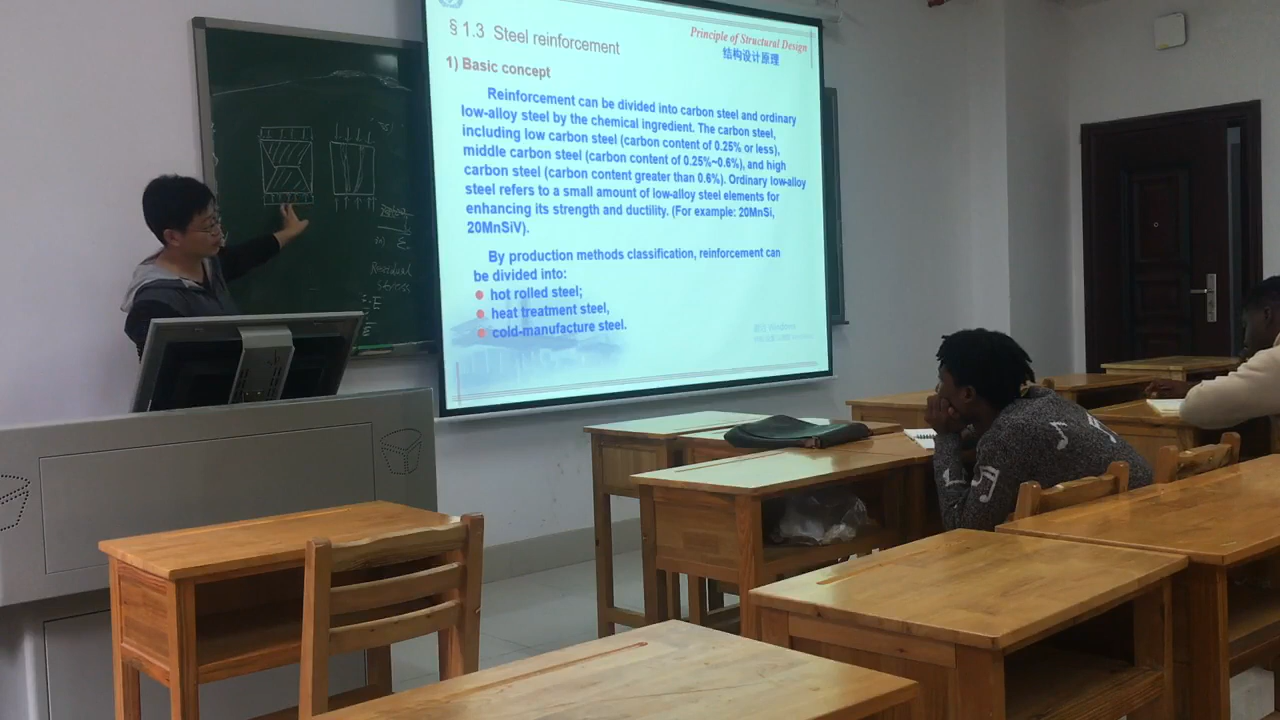 § 1.3 Steel reinforcement
Principle of Structural Design
结构设计原理
1) Basic concept
Reinforcement can be divided into carbon steel and ordinary
low-alloy steel by the chemical ingredient. The carbon steel,
including low carbon steel (carbon content of 0.25% or less),
middle carbon steel (carbon content of 0.25%~0.6%), and high
carbon steel (carbon content greater than 0.6%). Ordinary low-alloy
steel refers to a small amount of low-alloy steel elements for
enhancing its strength and ductility. (For example: 20MnSi,
20MnSiV).
By production methods classification, reinforcement can
be divided into:
hot rolled steel;
heat treatment steel,
cold-manufacture steel.
激活 Windows
Residual
stress